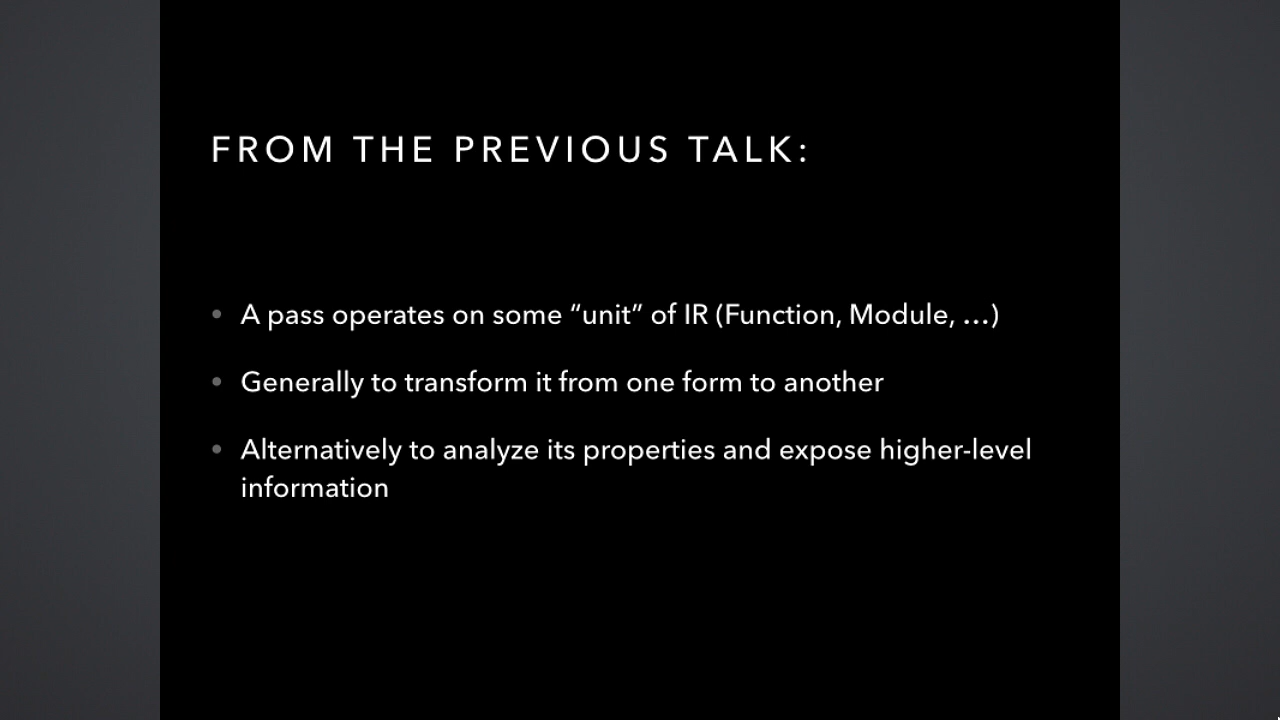 FROM THE PREVIOUS TALK:
• A pass operates on some “unit” of IR (Function, Module, …)
• Generally to transform it from one form to another
• Alternatively to analyze its properties and expose higher-level
information